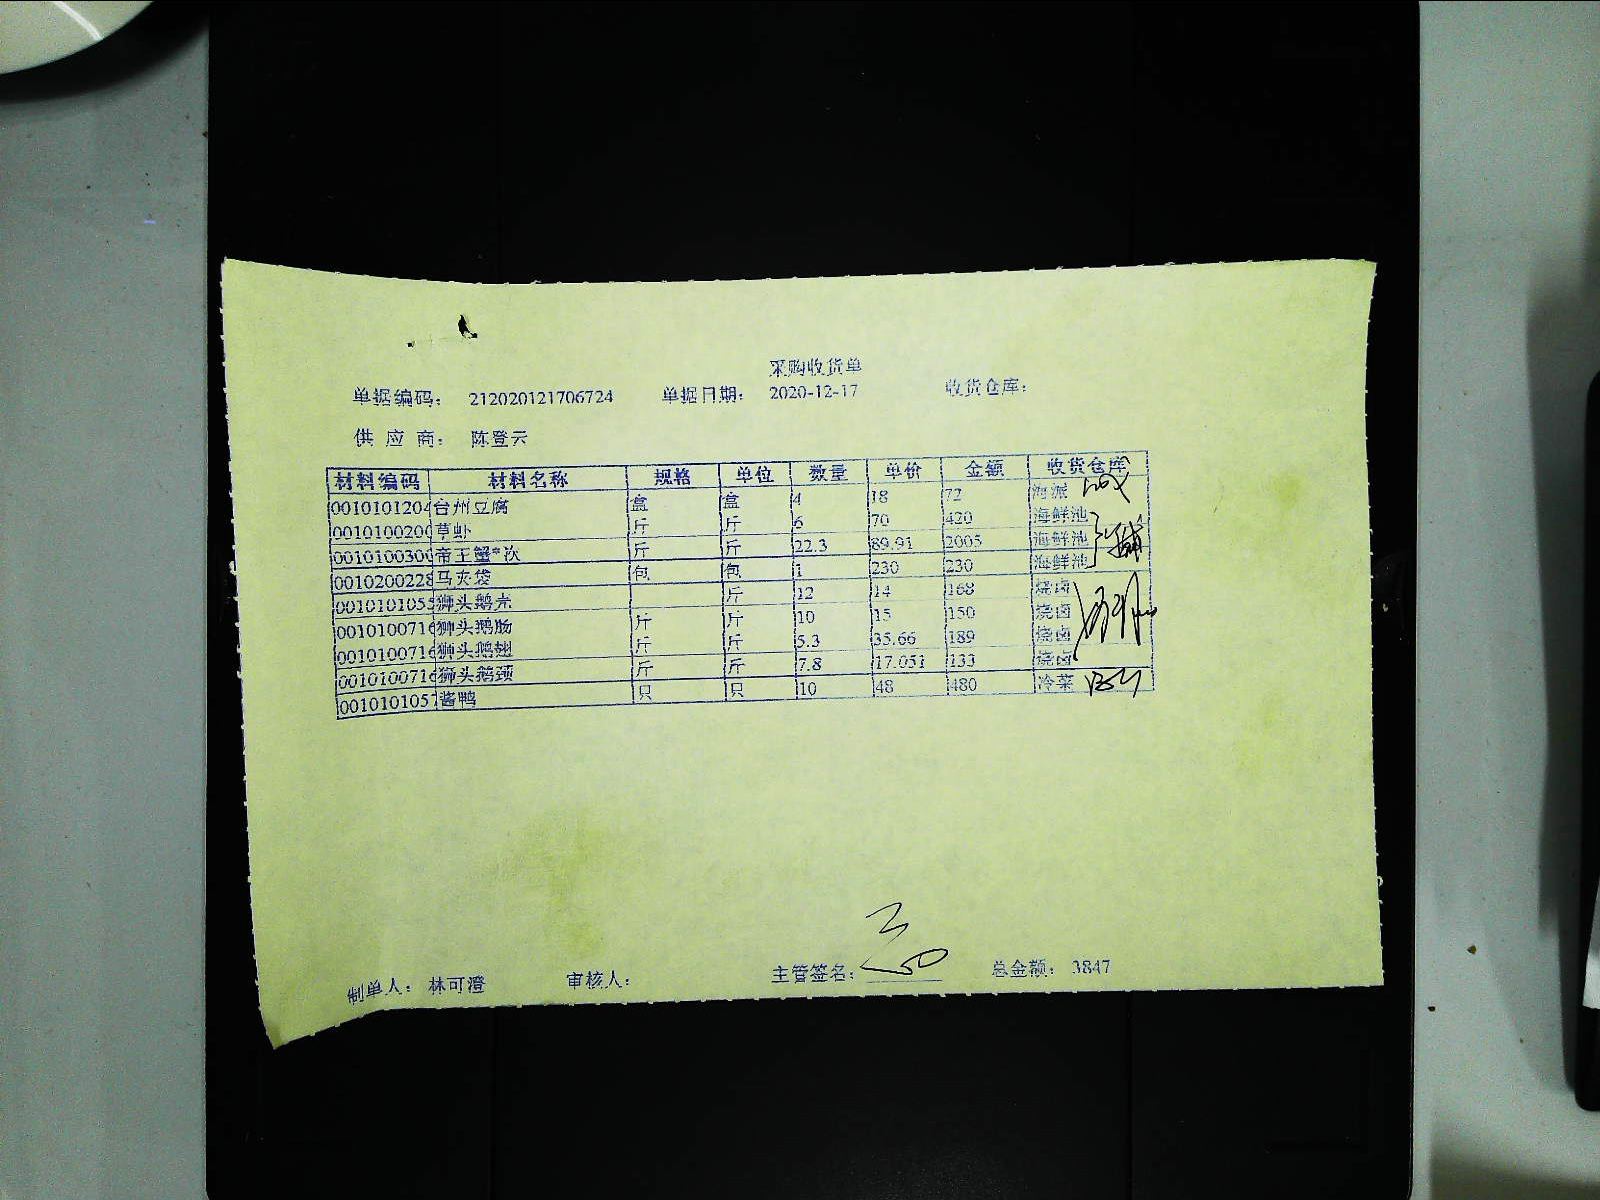 采购收货单
单据编码： 212020121706724 单据日期： 2020-12-17 收货仓库：
供 应 商： 陈登云
材料编码 材料名称 规格 单位 数量 单价 金额 收货仓库
0010101204 台州豆腐 盒 盒 4 18 72 海派
0010100200 草虾 斤 斤 6 70 420 海鲜池
0010100300 帝王蟹*次 斤 斤 22.3 89.91 2005 海鲜池
0010200228 马夹袋 包 包 1 230 230 海鲜池
0010101055 狮头鹅壳 斤 12 14 168 烧卤
0010100716 狮头鹅肠 斤 斤 10 15 150 烧卤
0010100716 狮头鹅翅 斤 斤 5.3 35.66 189 烧卤
0010100716 狮头鹅颈 斤 斤 7.8 17.051 133 烧卤
0010101057 酱鸭 只 只 10 48 480 冷菜
制单人： 林可澄 审核人： 主管签名： 总金额： 3847